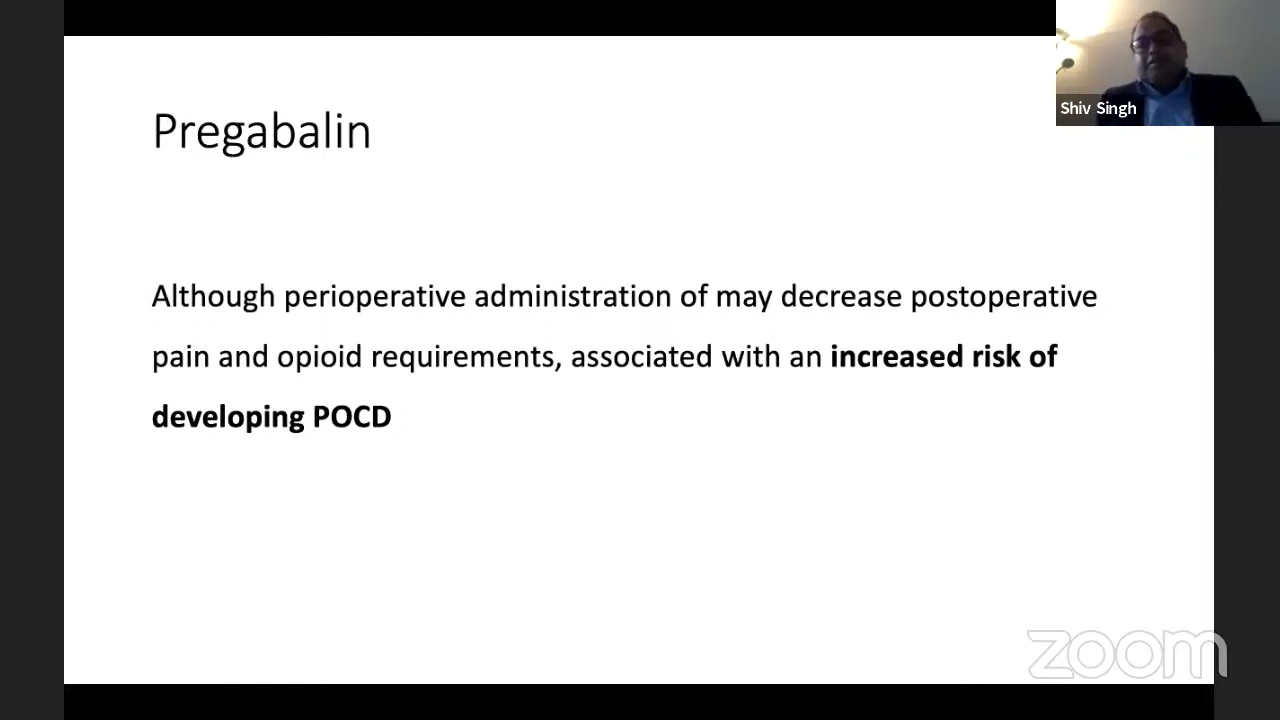 Shiv Singh
Pregabalin
Although perioperative administration of may decrease postoperative
pain and opioid requirements, associated with an increased risk of
developing POCD
zoom